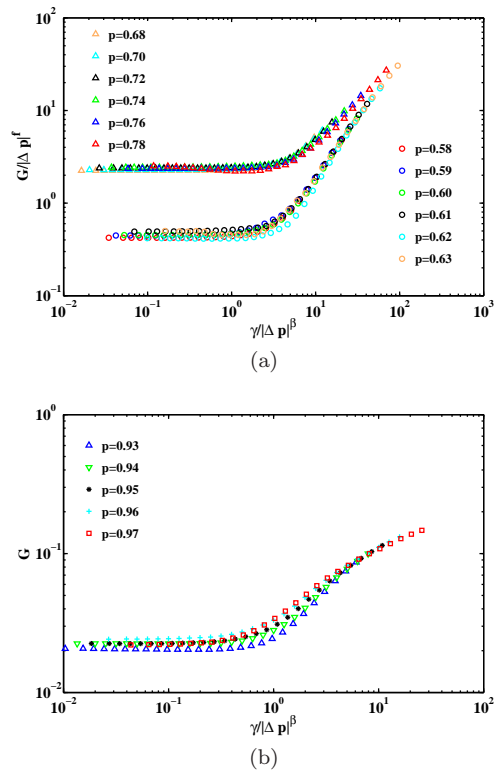 10²
p=0.68
p=0.70
p=0.72
p=0.74
p=0.76
p=0.78
10¹
G/|Δ p|ᶠ
p=0.58
p=0.59
p=0.60
p=0.61
p=0.62
p=0.63
10⁰
10⁻¹
10⁻² 10⁻¹ 10⁰ 10¹ 10² 10³
γ/|Δ p|ᵝ
(a)
10⁰
p=0.93
p=0.94
p=0.95
p=0.96
p=0.97
G
10⁻¹
10⁻²
10⁻² 10⁻¹ 10⁰ 10¹ 10²
γ/|Δ p|ᵝ
(b)